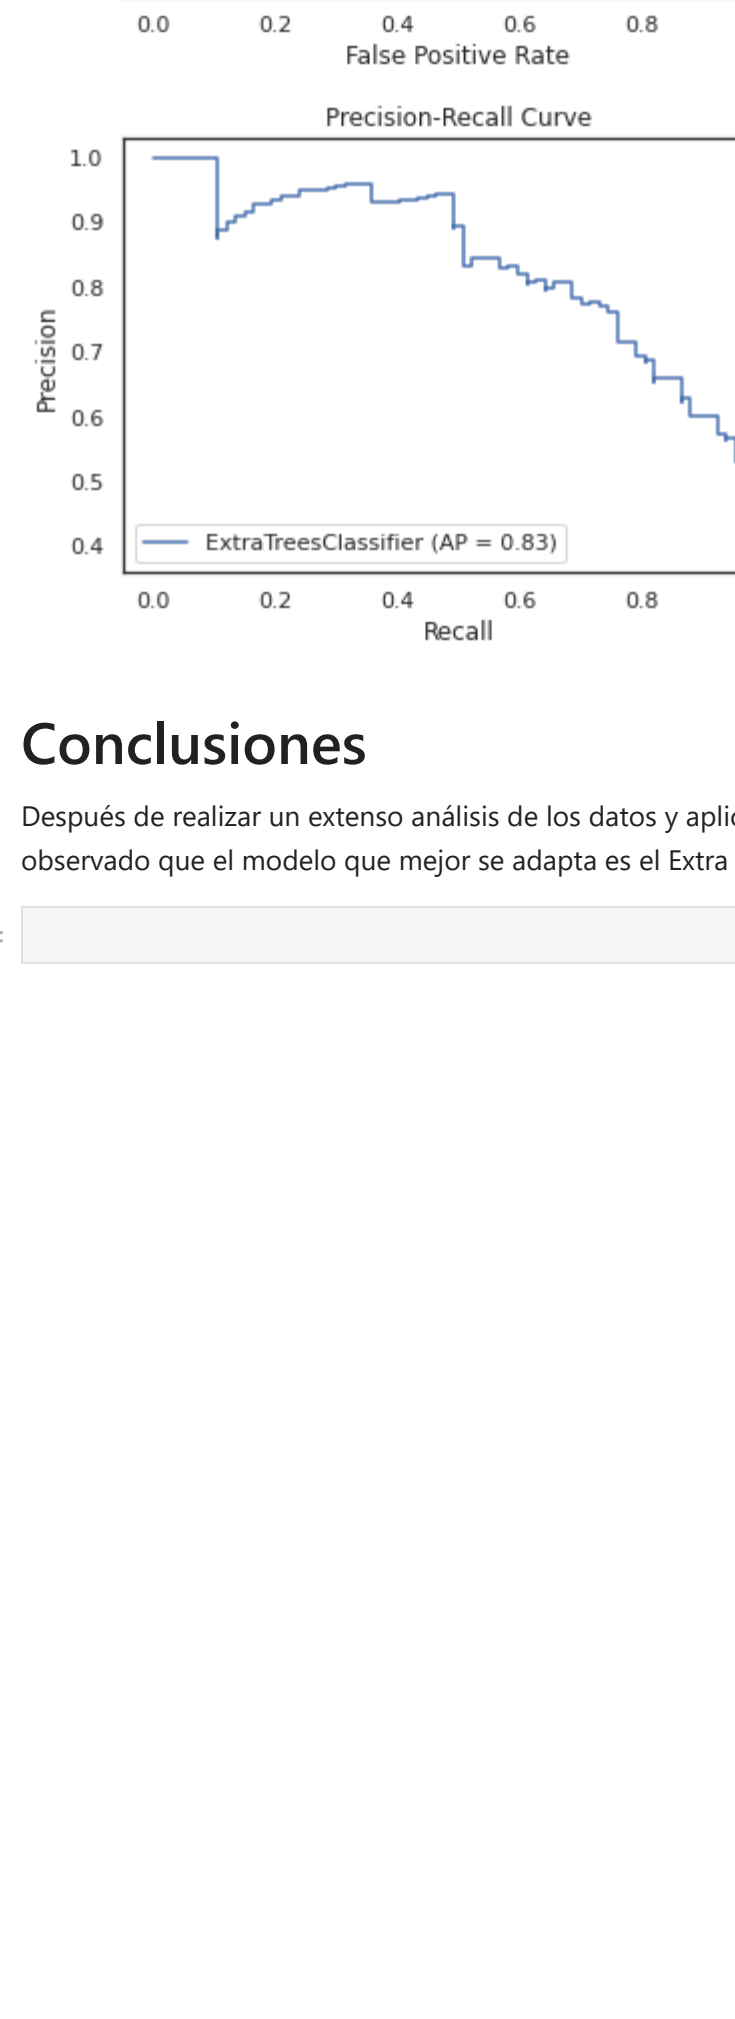 0.0 0.2 0.4 0.6 0.8
False Positive Rate
Precision-Recall Curve
1.0
0.9
0.8
0.7
0.6
0.5
0.4
Precision
ExtraTreesClassifier (AP = 0.83)
0.0 0.2 0.4 0.6 0.8
Recall
Conclusiones
Después de realizar un extenso análisis de los datos y
observado que el modelo que mejor se adapta es el Extra
: